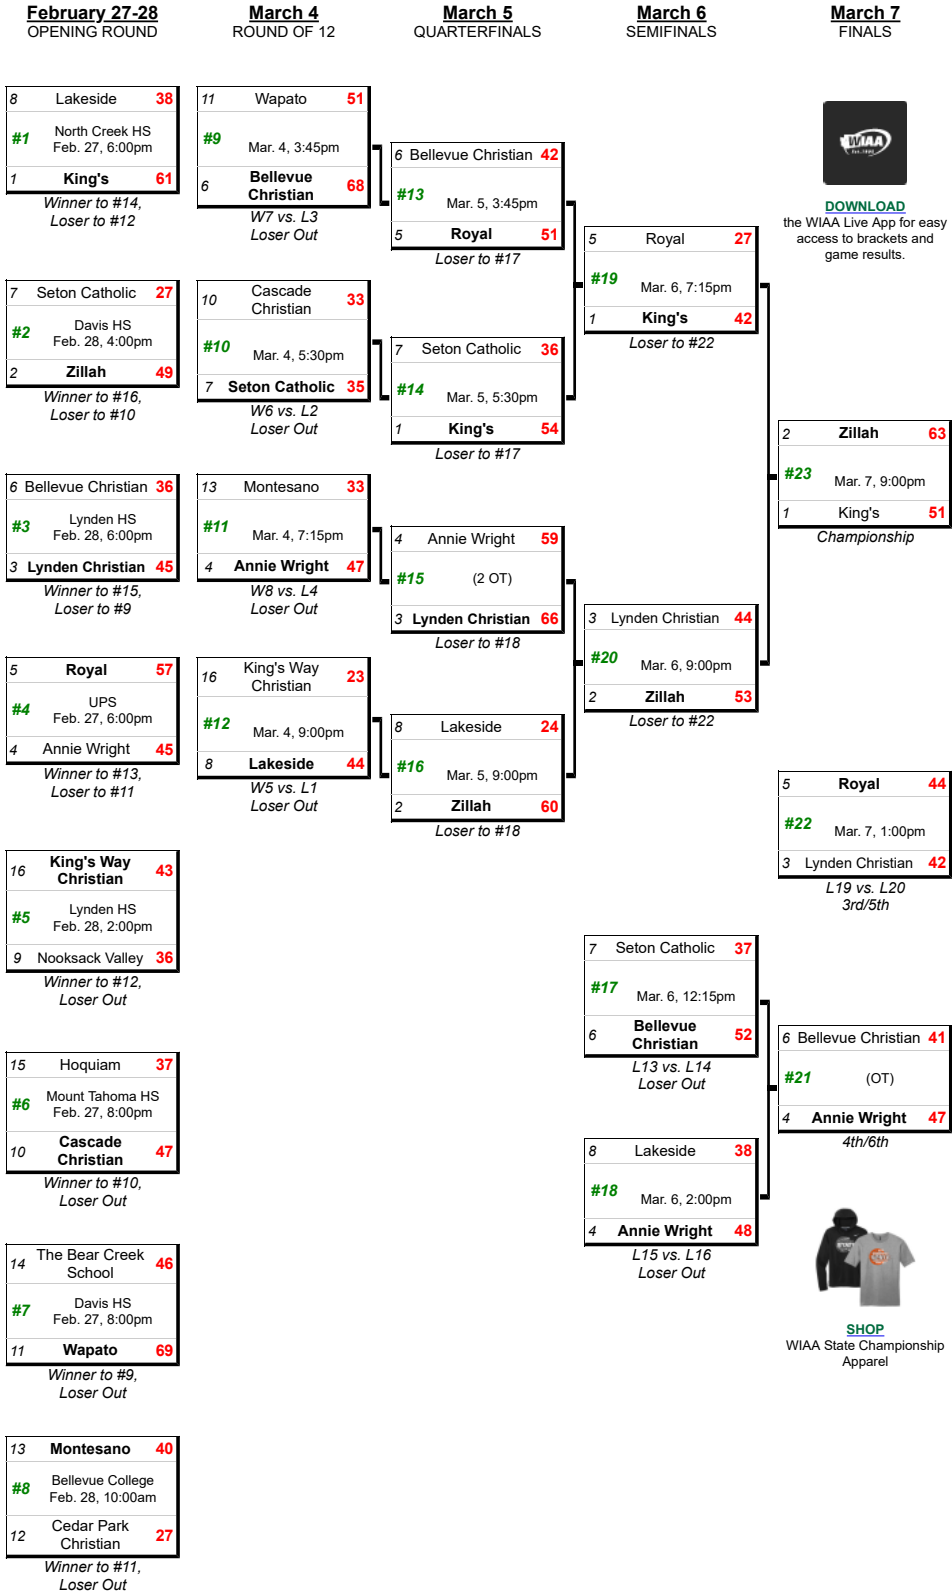 February 27-28
OPENING ROUND
March 4
ROUND OF 12
March 5
QUARTERFINALS
March 6
SEMIFINALS
March 7
FINALS
8 Lakeside 38
#1 North Creek HS
Feb. 27, 6:00pm
1 King's 61
Winner to #14,
Loser to #12
7 Seton Catholic 27
#2 Davis HS
Feb. 28, 4:00pm
2 Zillah 49
Winner to #16,
Loser to #10
6 Bellevue Christian 36
#3 Lynden HS
Feb. 28, 6:00pm
3 Lynden Christian 45
Winner to #15,
Loser to #9
5 Royal 57
#4 UPS
Feb. 27, 6:00pm
4 Annie Wright 45
Winner to #13,
Loser to #11
16 King's Way
Christian 43
#5 Lynden HS
Feb. 28, 2:00pm
9 Nooksack Valley 36
Winner to #12,
Loser Out
15 Hoquiam 37
#6 Mount Tahoma HS
Feb. 27, 8:00pm
10 Cascade
Christian 47
Winner to #10,
Loser Out
14 The Bear Creek
School 46
#7 Davis HS
Feb. 27, 8:00pm
11 Wapato 69
Winner to #9,
Loser Out
13 Montesano 40
#8 Bellevue College
Feb. 28, 10:00am
12 Cedar Park
Christian 27
Winner to #11,
Loser Out
11 Wapato 51
#9 Mar. 4, 3:45pm
6 Bellevue
Christian 68
W7 vs. L3
Loser Out
10 Cascade
Christian 33
#10 Mar. 4, 5:30pm
7 Seton Catholic 35
W6 vs. L2
Loser Out
13 Montesano 33
#11 Mar. 4, 7:15pm
4 Annie Wright 47
W8 vs. L4
Loser Out
16 King's Way
Christian 23
#12 Mar. 4, 9:00pm
8 Lakeside 44
W5 vs. L1
Loser Out
6 Bellevue Christian 42
#13 Mar. 5, 3:45pm
5 Royal 51
Loser to #17
7 Seton Catholic 36
#14 Mar. 5, 5:30pm
1 King's 54
Loser to #17
4 Annie Wright 59
#15 (2 OT)
3 Lynden Christian 66
Loser to #18
8 Lakeside 24
#16 Mar. 5, 9:00pm
2 Zillah 60
Loser to #18
5 Royal 27
#19 Mar. 6, 7:15pm
1 King's 42
Loser to #22
3 Lynden Christian 44
#20 Mar. 6, 9:00pm
2 Zillah 53
Loser to #22
7 Seton Catholic 37
#17 Mar. 6, 12:15pm
6 Bellevue
Christian 52
L13 vs. L14
Loser Out
8 Lakeside 38
#18 Mar. 6, 2:00pm
4 Annie Wright 48
L15 vs. L16
Loser Out
WIAA
DOWNLOAD
the WIAA Live App for easy
access to brackets and
game results.
2 Zillah 63
#23 Mar. 7, 9:00pm
1 King's 51
Championship
5 Royal 44
#22 Mar. 7, 1:00pm
3 Lynden Christian 42
L19 vs. L20
3rd/5th
6 Bellevue Christian 41
#21 (OT)
4 Annie Wright 47
4th/6th
SHOP
WIAA State Championship
Apparel